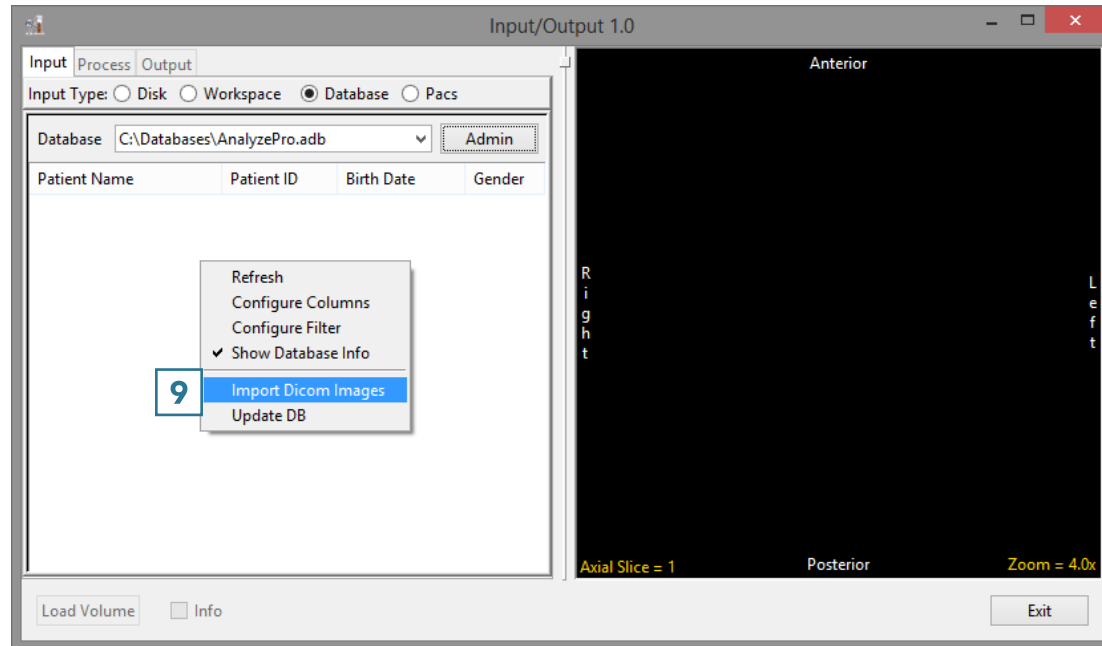 Input/Output 1.0
Input Process Output
Input Type: Disk Workspace Database Pacs
Database C:\Databases\AnalyzePro.adb Admin
Patient Name Patient ID Birth Date Gender
Refresh
Configure Columns
Configure Filter
Show Database Info
9 Import Dicom Images
Update DB
Anterior
Right
Left
Axial Slice = 1 Posterior Zoom = 4.0x
Load Volume Info Exit